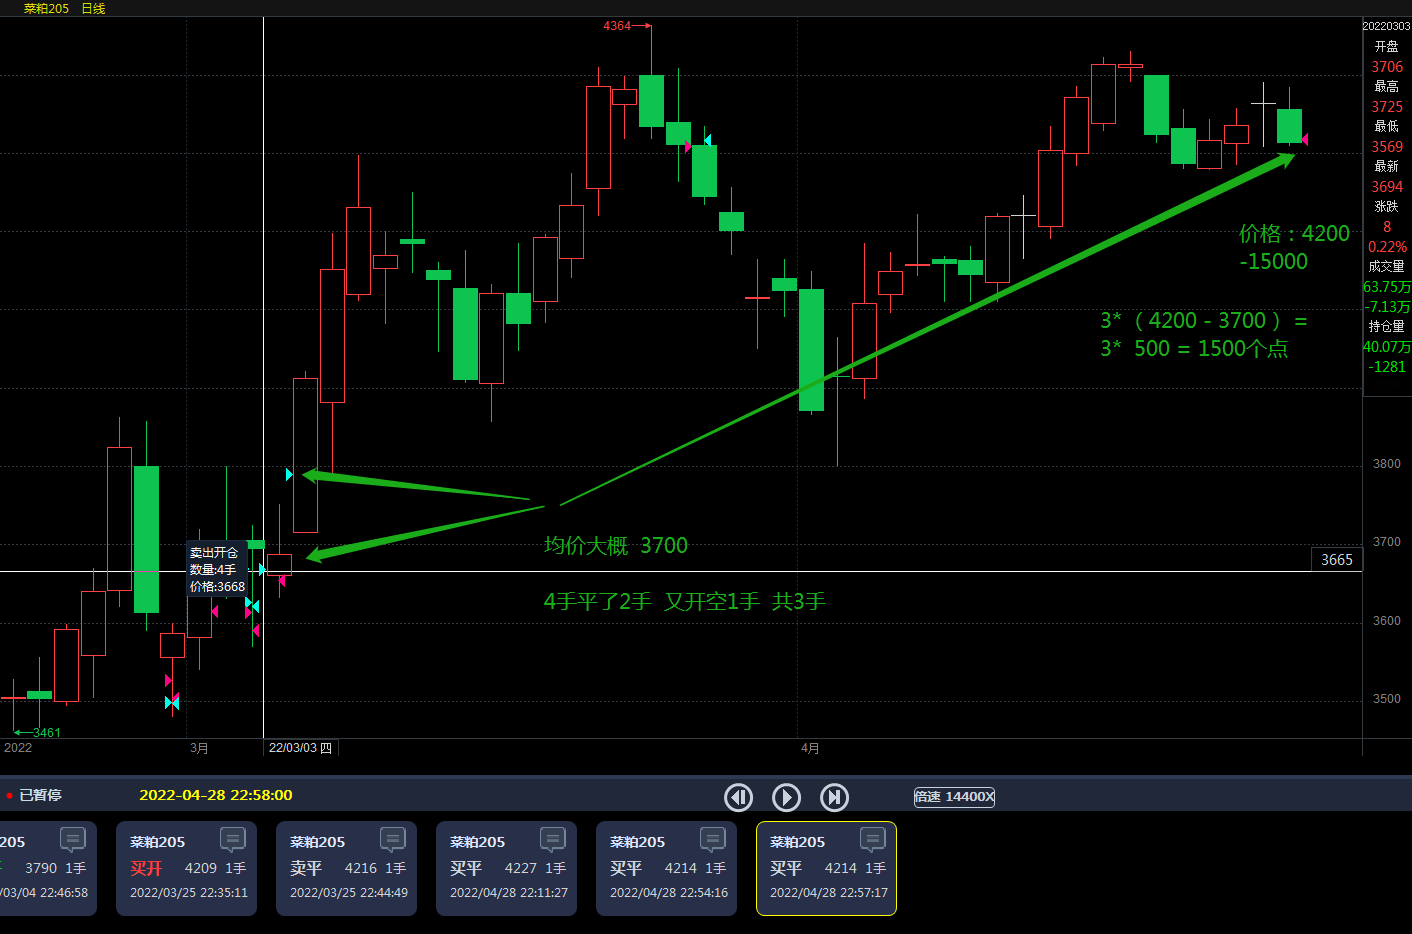 菜粕205 日线
4364
20220303
开盘
3706
最高
3725
最低
3569
最新
3694
涨跌
8
0.22%
成交量
63.75万
-7.13万
持仓量
40.07万
-1281
价格：4200
-15000
3*（4200 - 3700 ）=
3* 500 = 1500个点
3800
3700
3665
3600
3500
均价大概 3700
4手平了2手 又开空1手 共3手
卖出开仓
数量:4手
价格:3668
3461
2022
3月
22/03/03 四
4月
已暂停
2022-04-28 22:58:00
倍速 14400X
205
3790 1手
/03/04 22:46:58
菜粕205
买开 4209 1手
2022/03/25 22:35:11
菜粕205
卖平 4216 1手
2022/03/25 22:44:49
菜粕205
买平 4227 1手
2022/04/28 22:11:27
菜粕205
买平 4214 1手
2022/04/28 22:54:16
菜粕205
买平 4214 1手
2022/04/28 22:57:17